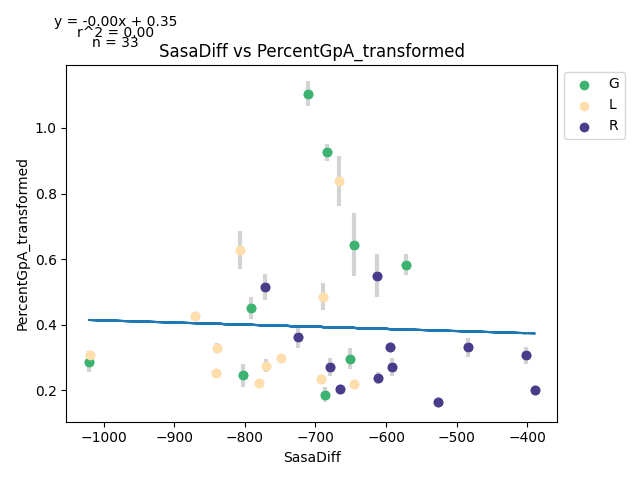 y = -0.00x + 0.35
r^2 = 0.00
n = 33
SasaDiff vs PercentGpA_transformed
G
L
R
PercentGpA_transformed
1.0
0.8
0.6
0.4
0.2
−1000 −900 −800 −700 −600 −500 −400
SasaDiff